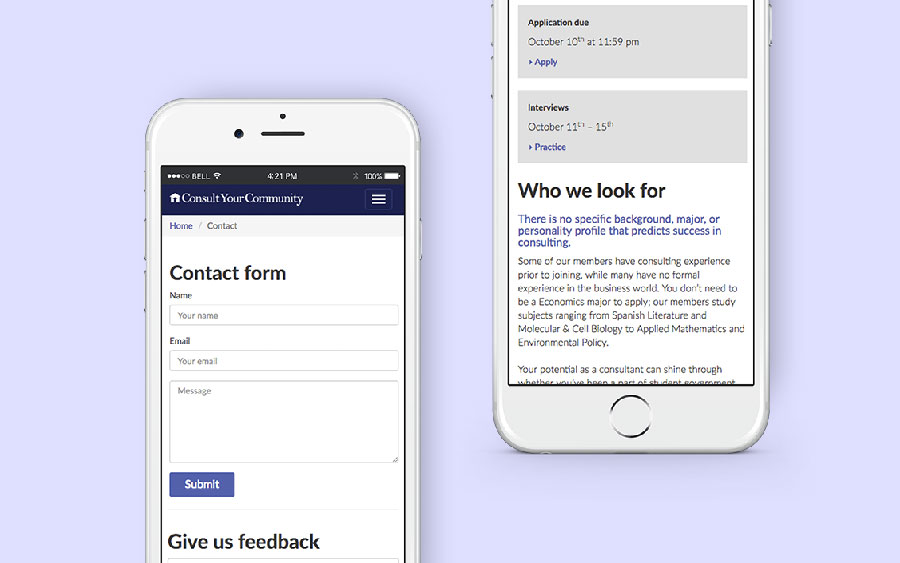 BELL 4:21 PM 100%
Consult Your Community
Home / Contact
Contact form
Name
Your name
Email
Your email
Message
Submit
Give us feedback
Application due
October 10th at 11:59 pm
Apply
Interviews
October 11th – 15th
Practice
Who we look for
There is no specific background, major, or
personality profile that predicts success in
consulting.
Some of our members have consulting experience
prior to joining, while many have no formal
experience in the business world. You don't need to
be a Economics major to apply; our members study
subjects ranging from Spanish Literature and
Molecular & Cell Biology to Applied Mathematics and
Environmental Policy.
Your potential as a consultant can shine through
whether you've been a part of student government